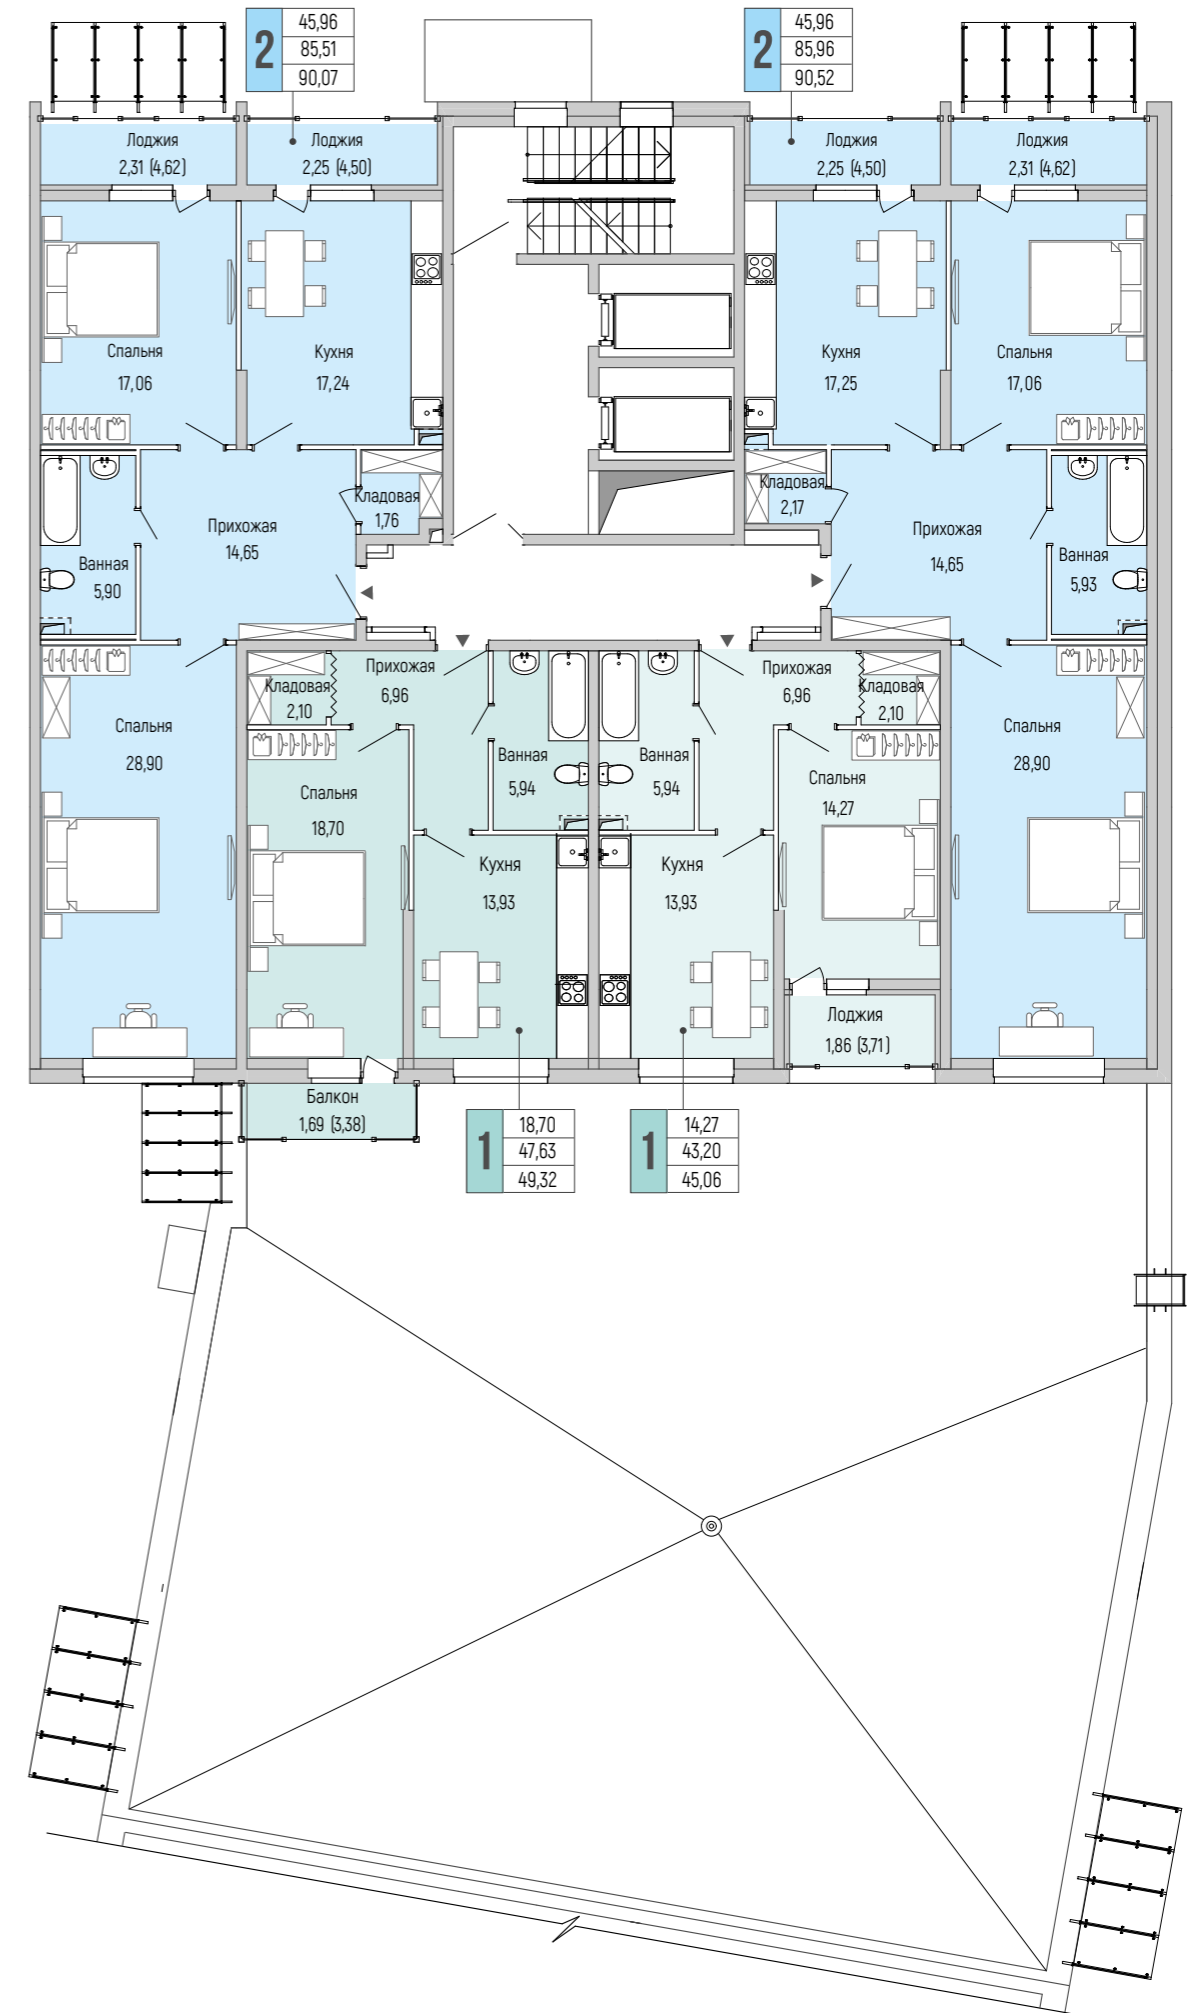 2
45,96
85,51
90,07
2
45,96
85,96
90,52
Лоджия
2,31 (4,62)
Лоджия
2,25 (4,50)
Лоджия
2,25 (4,50)
Лоджия
2,31 (4,62)
Спальня
17,06
Кухня
17,24
Кухня
17,25
Спальня
17,06
Кладовая
1,76
Кладовая
2,17
Прихожая
14,65
Прихожая
14,65
Ванная
5,90
Ванная
5,93
Прихожая
6,96
Прихожая
6,96
Кладовая
2,10
Кладовая
2,10
Спальня
28,90
Спальня
28,90
Ванная
5,94
Ванная
5,94
Спальня
18,70
Спальня
14,27
Кухня
13,93
Кухня
13,93
Лоджия
1,86 (3,71)
Балкон
1,69 (3,38)
1
18,70
47,63
49,32
1
14,27
43,20
45,06